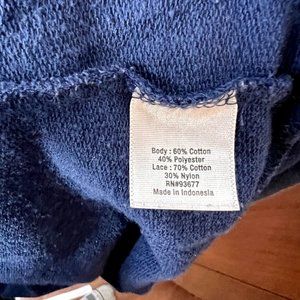 Body : 60% Cotton
40% Polyester
Lace : 70% Cotton
30% Nylon
RN#93677
Made in Indonesia